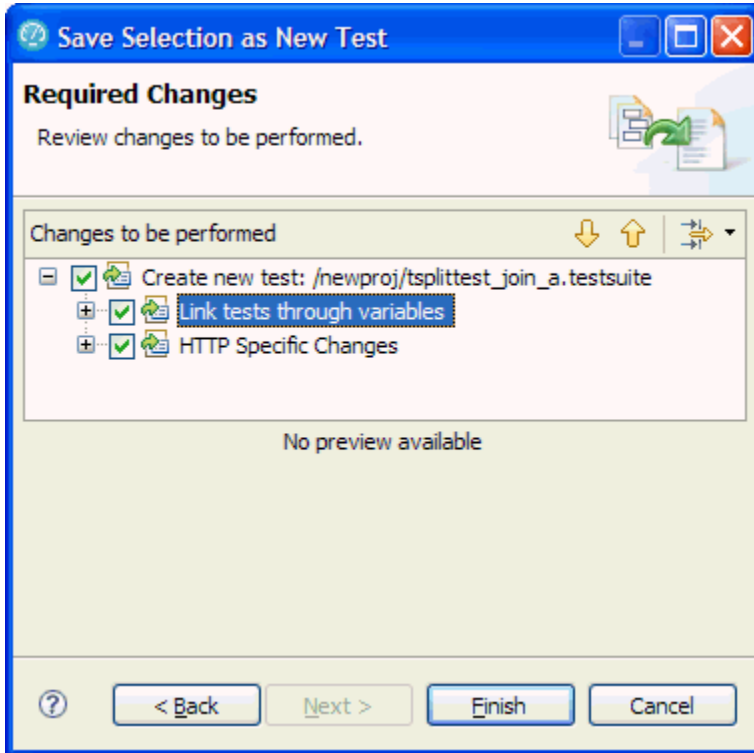 Save Selection as New Test
Required Changes
Review changes to be performed.
Changes to be performed
Create new test: /newproj/tsplittest_join_a.testsuite
Link tests through variables
HTTP Specific Changes
No preview available
? < Back Next > Finish Cancel